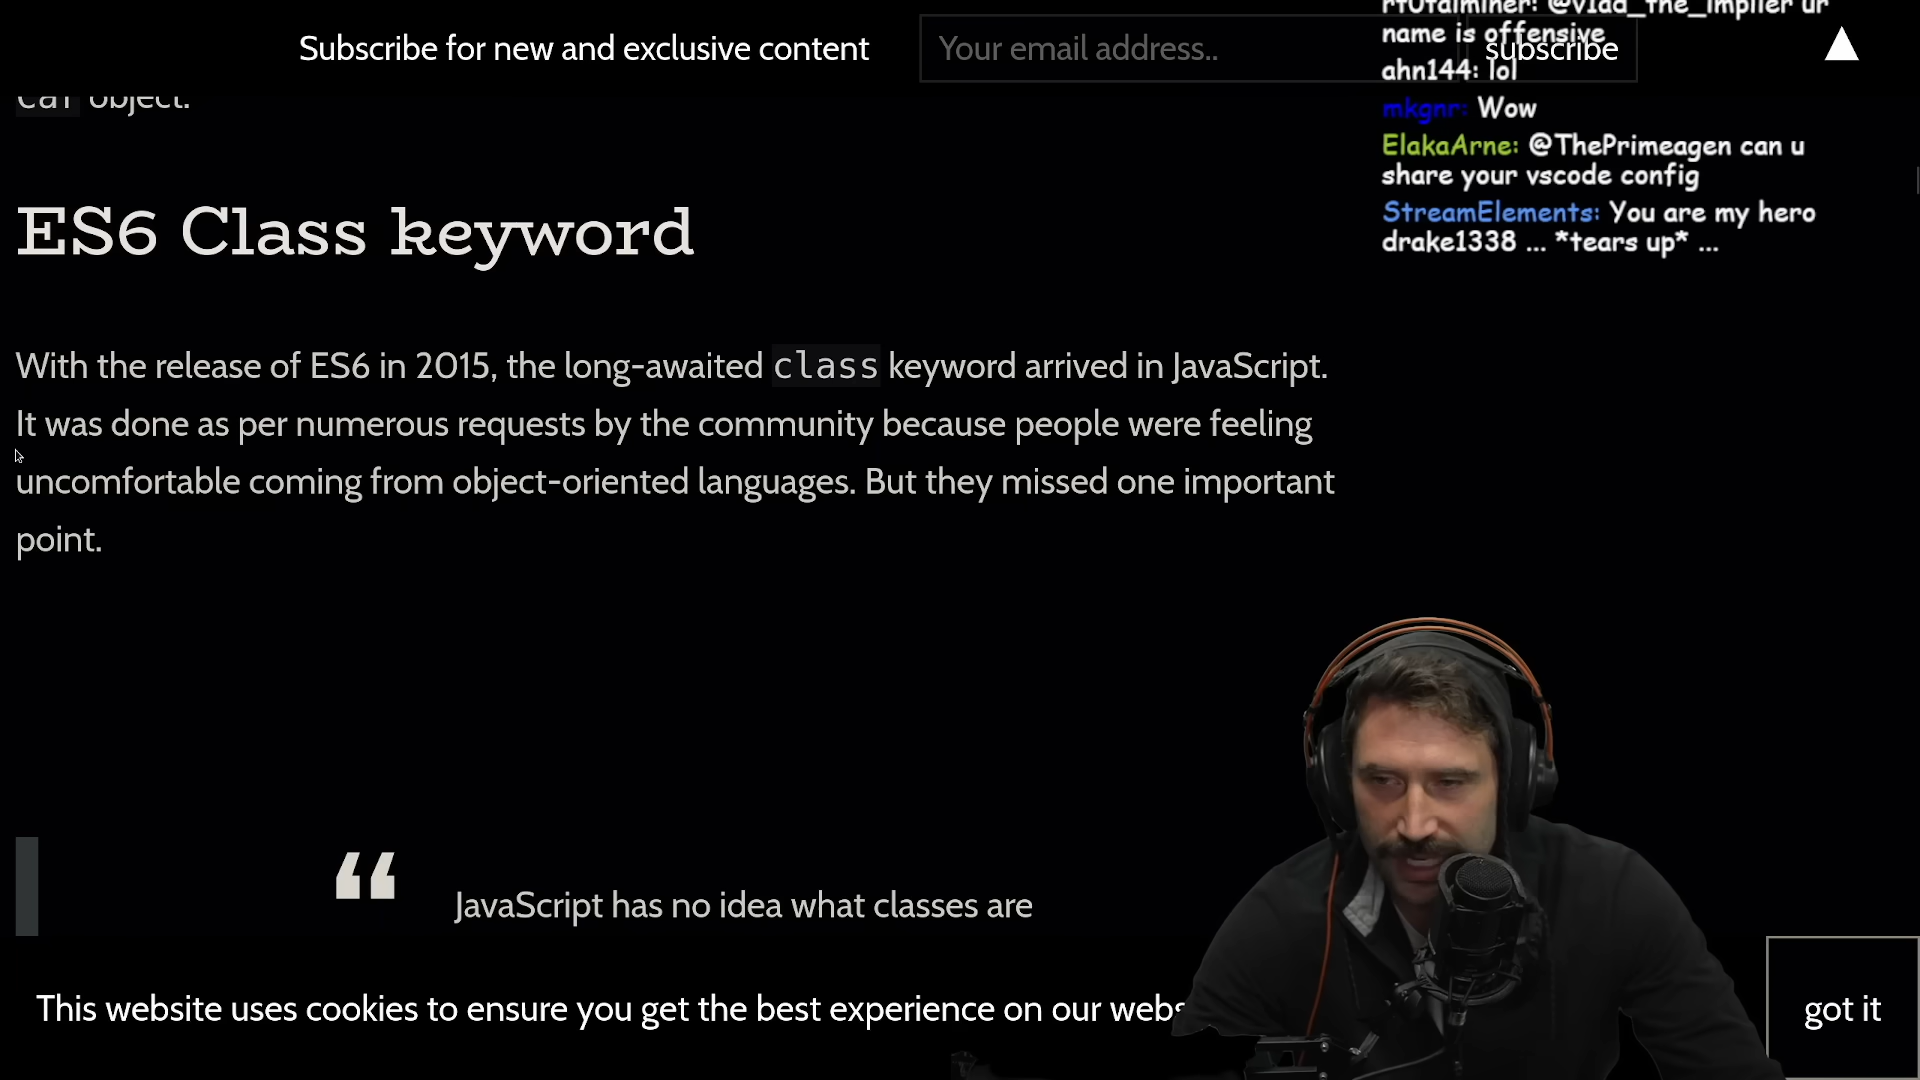 Subscribe for new and exclusive content
Your email address..
subscribe
▲
object.
ES6 Class keyword
With the release of ES6 in 2015, the long-awaited class keyword arrived in JavaScript.
It was done as per numerous requests by the community because people were feeling
uncomfortable coming from object-oriented languages. But they missed one important
point.
“ JavaScript has no idea what classes are
This website uses cookies to ensure you get the best experience on our webs
got it
@v1ad_the_implier ur
name is offensive
ahn144: lol
mkgnr: Wow
ElakaArne: @ThePrimeagen can u
share your vscode config
StreamElements: You are my hero
drake1338 ... *tears up* ...